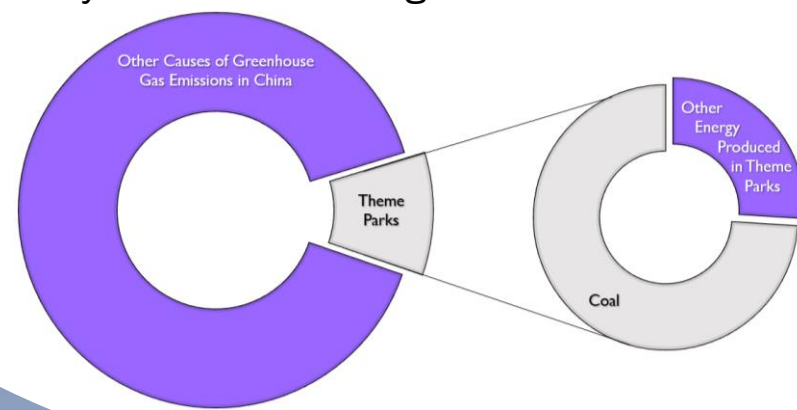 Other Causes of Greenhouse
Gas Emissions in China
Theme
Parks
Other
Energy
Produced
in Theme
Parks
Coal